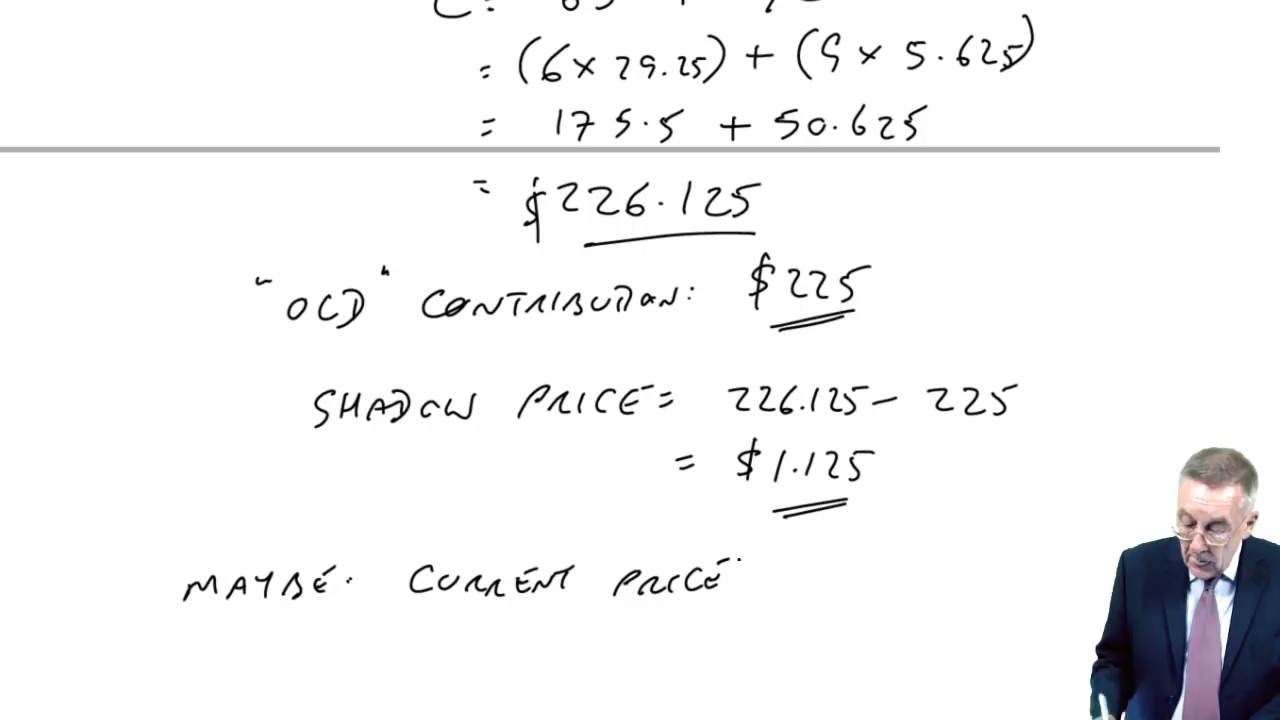 = (6 × 29.25) + (9 × 5.625)
= 175.5 + 50.625
= $226.125
"OLD" CONTRIBUTION: $225
SHADOW PRICE = 226.125 - 225
= $1.125
MAYBE: CURRENT PRICE: